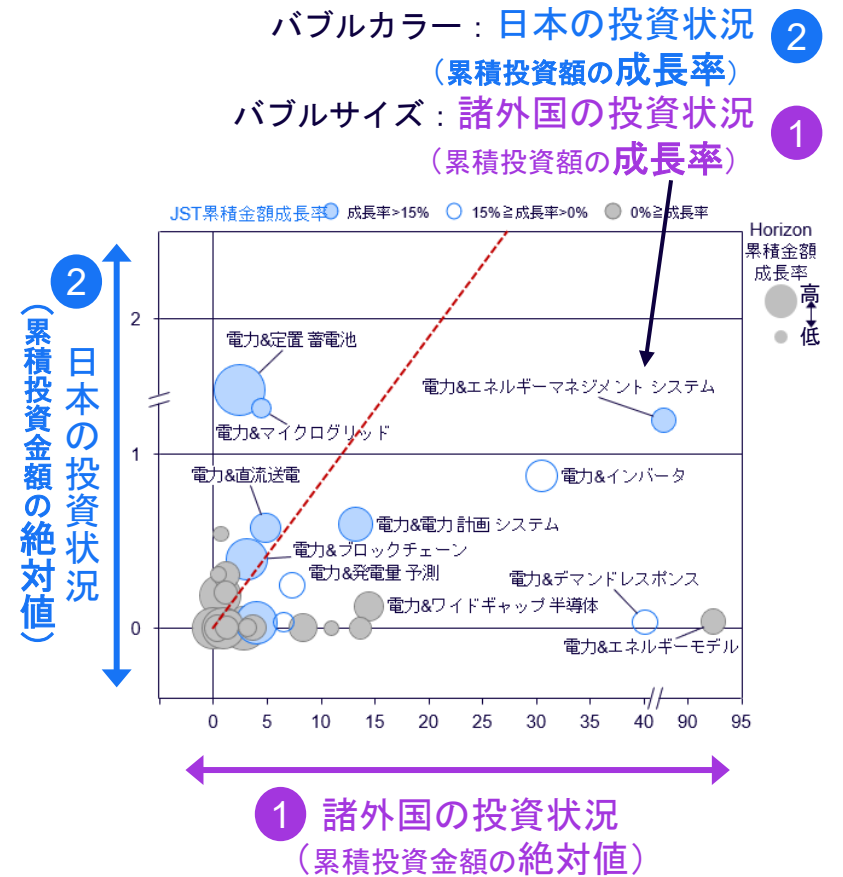 バブルカラー：日本の投資状況 2
（累積投資額の成長率）
バブルサイズ：諸外国の投資状況 1
（累積投資額の成長率）
JST累積金額成長率 成長率>15% 15%≧成長率>0% 0%≧成長率
Horizon
累積金額
成長率
高
低
2
日本の投資状況
（累積投資金額の絶対値）
2
1
0
電力&定置 蓄電池
電力&エネルギーマネジメント システム
電力&マイクログリッド
電力&直流送電
電力&インバータ
電力&電力 計画 システム
電力&ブロックチェーン
電力&発電量 予測
電力&デマンドレスポンス
電力&ワイドギャップ 半導体
電力&エネルギーモデル
0 5 10 15 20 25 30 35 40 90 95
1 諸外国の投資状況
（累積投資金額の絶対値）